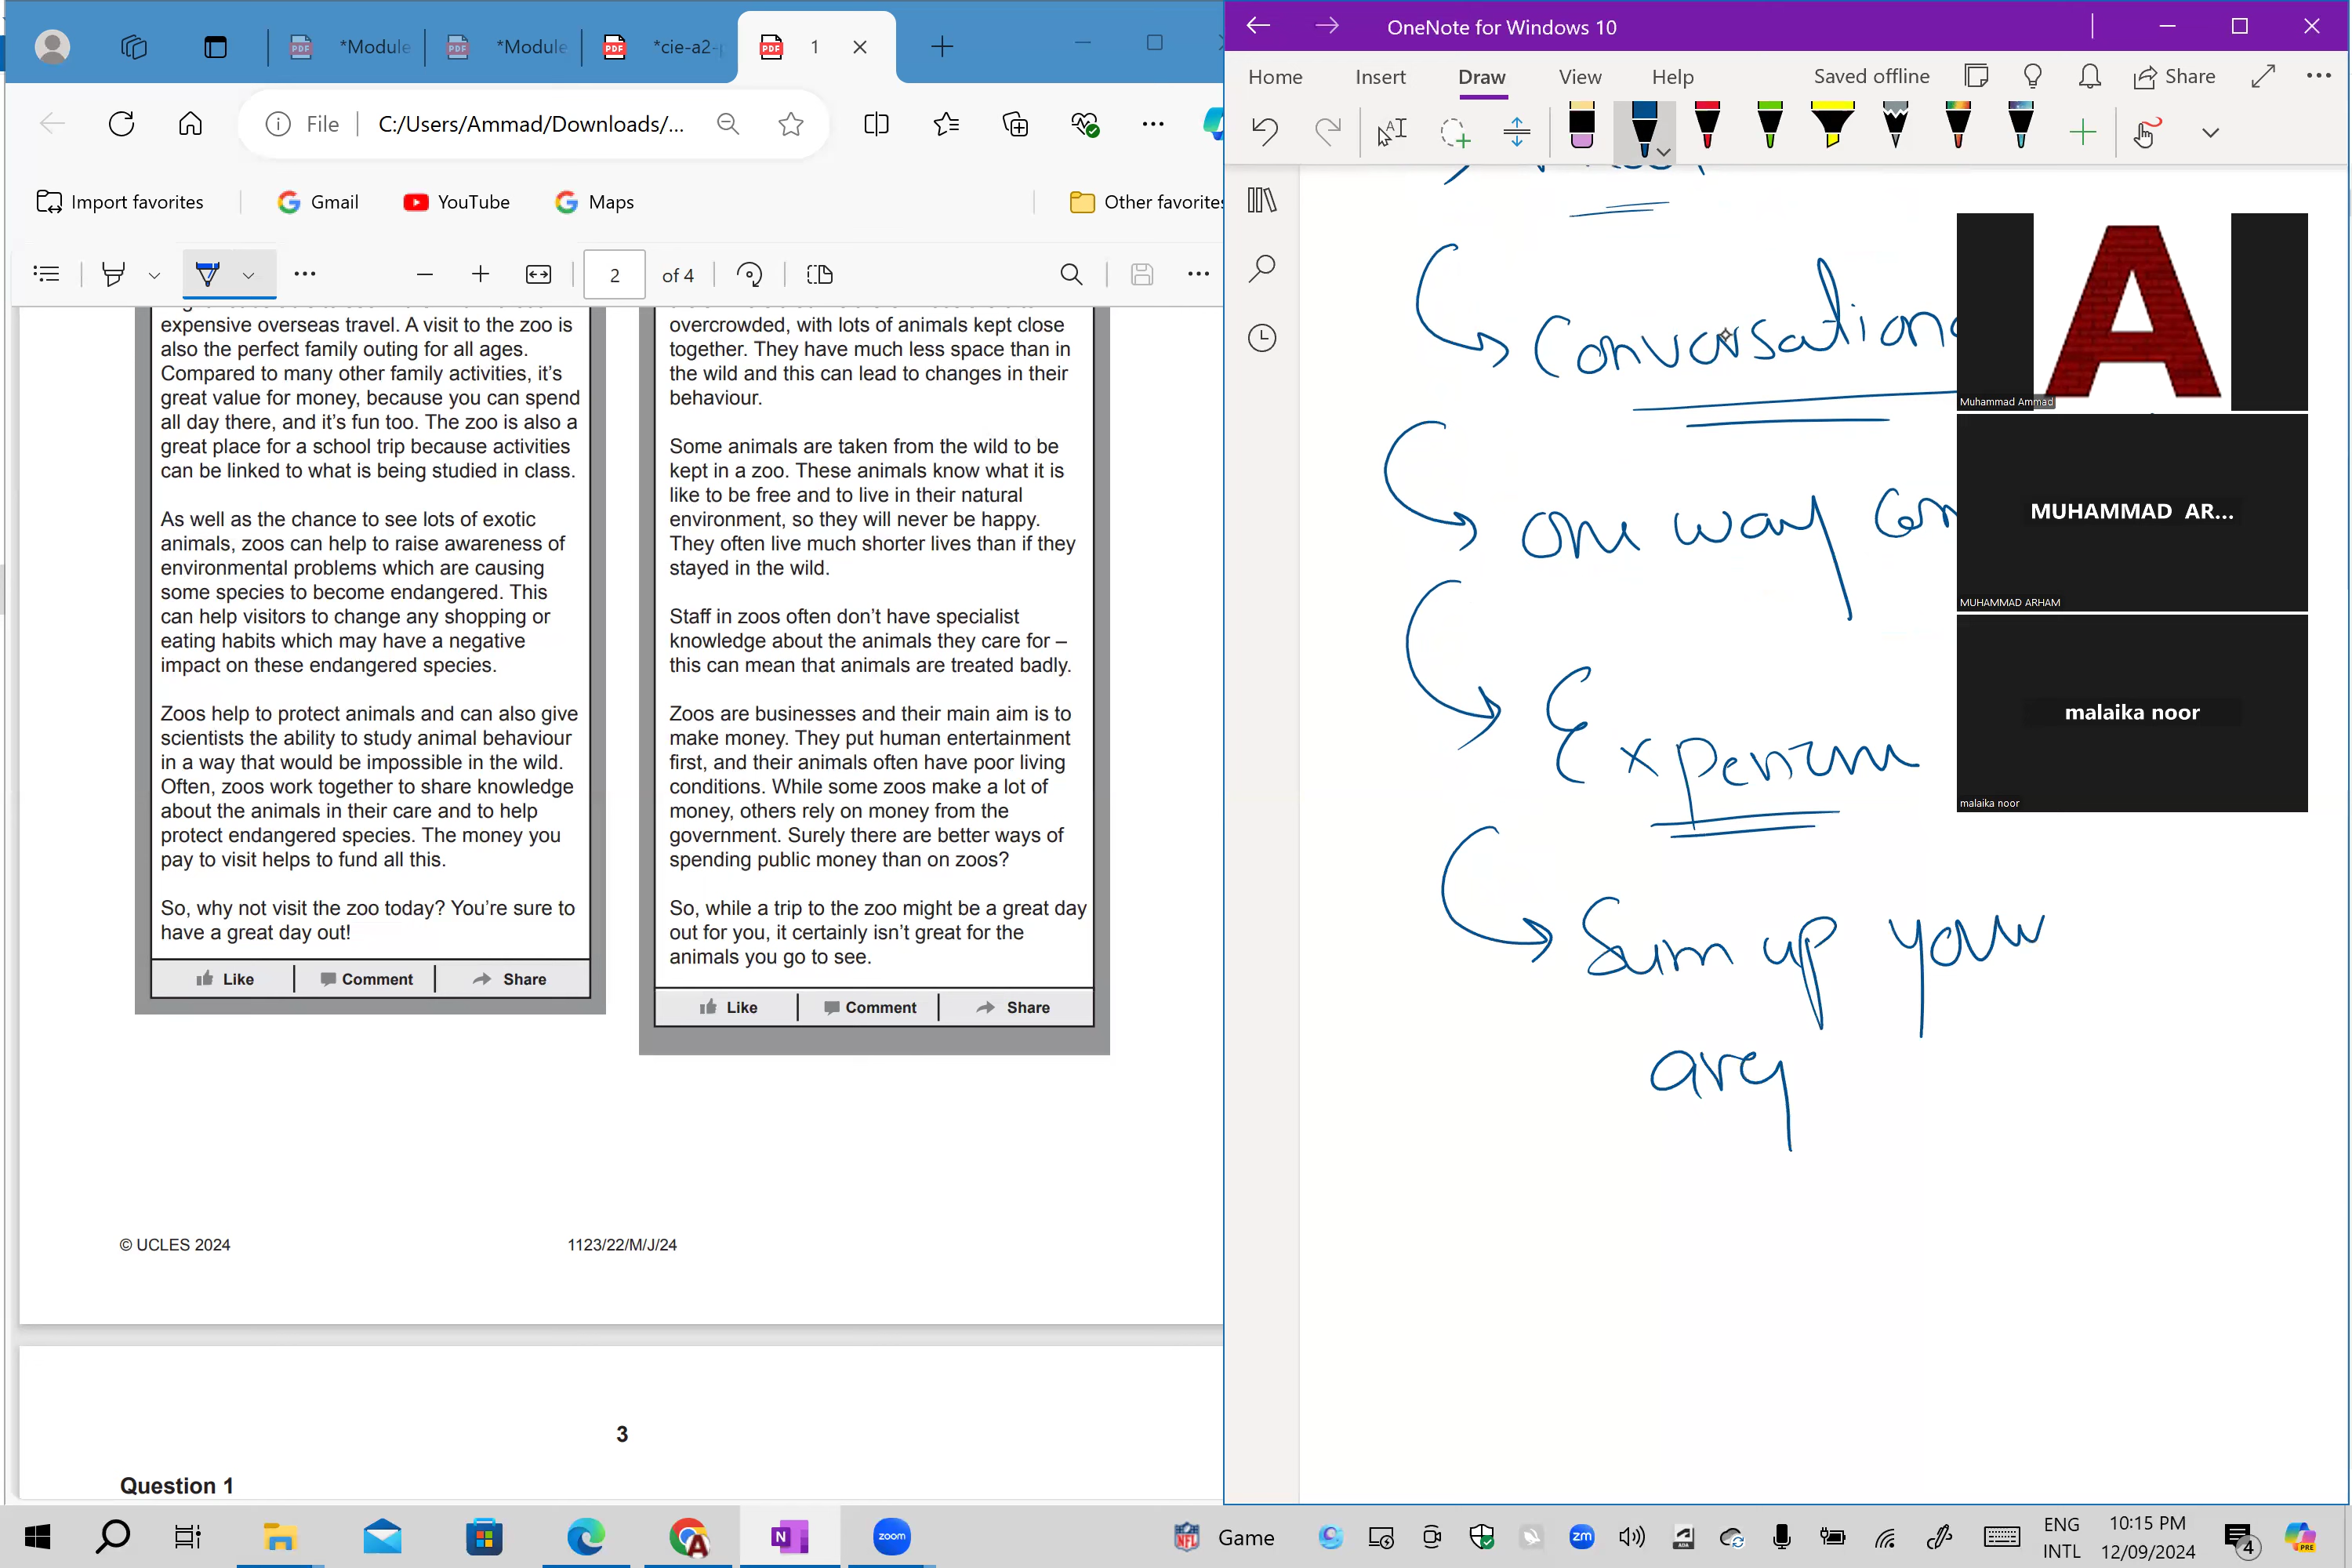 *Module
*Module
*cie-a2-p
1
File
C:/Users/Ammad/Downloads/...
Import favorites
Gmail
YouTube
Maps
Other favorites
2 of 4
expensive overseas travel. A visit to the zoo is
also the perfect family outing for all ages.
Compared to many other family activities, it's
great value for money, because you can spend
all day there, and it's fun too. The zoo is also a
great place for a school trip because activities
can be linked to what is being studied in class.
As well as the chance to see lots of exotic
animals, zoos can help to raise awareness of
environmental problems which are causing
some species to become endangered. This
can help visitors to change any shopping or
eating habits which may have a negative
impact on these endangered species.
Zoos help to protect animals and can also give
scientists the ability to study animal behaviour
in a way that would be impossible in the wild.
Often, zoos work together to share knowledge
about the animals in their care and to help
protect endangered species. The money you
pay to visit helps to fund all this.
So, why not visit the zoo today? You're sure to
have a great day out!
Like Comment Share
overcrowded, with lots of animals kept close
together. They have much less space than in
the wild and this can lead to changes in their
behaviour.
Some animals are taken from the wild to be
kept in a zoo. These animals know what it is
like to be free and to live in their natural
environment, so they will never be happy.
They often live much shorter lives than if they
stayed in the wild.
Staff in zoos often don't have specialist
knowledge about the animals they care for –
this can mean that animals are treated badly.
Zoos are businesses and their main aim is to
make money. They put human entertainment
first, and their animals often have poor living
conditions. While some zoos make a lot of
money, others rely on money from the
government. Surely there are better ways of
spending public money than on zoos?
So, while a trip to the zoo might be a great day
out for you, it certainly isn't great for the
animals you go to see.
Like Comment Share
© UCLES 2024
1123/22/M/J/24
3
Question 1
OneNote for Windows 10
Home Insert Draw View Help
Saved offline
Share
Conversationa
one way con
Sum up your
arg
Muhammad Ammad
MUHAMMAD AR...
MUHAMMAD ARHAM
malaika noor
malaika noor
zoom
Game
zm
ENG
INTL
10:15 PM
12/09/2024
4